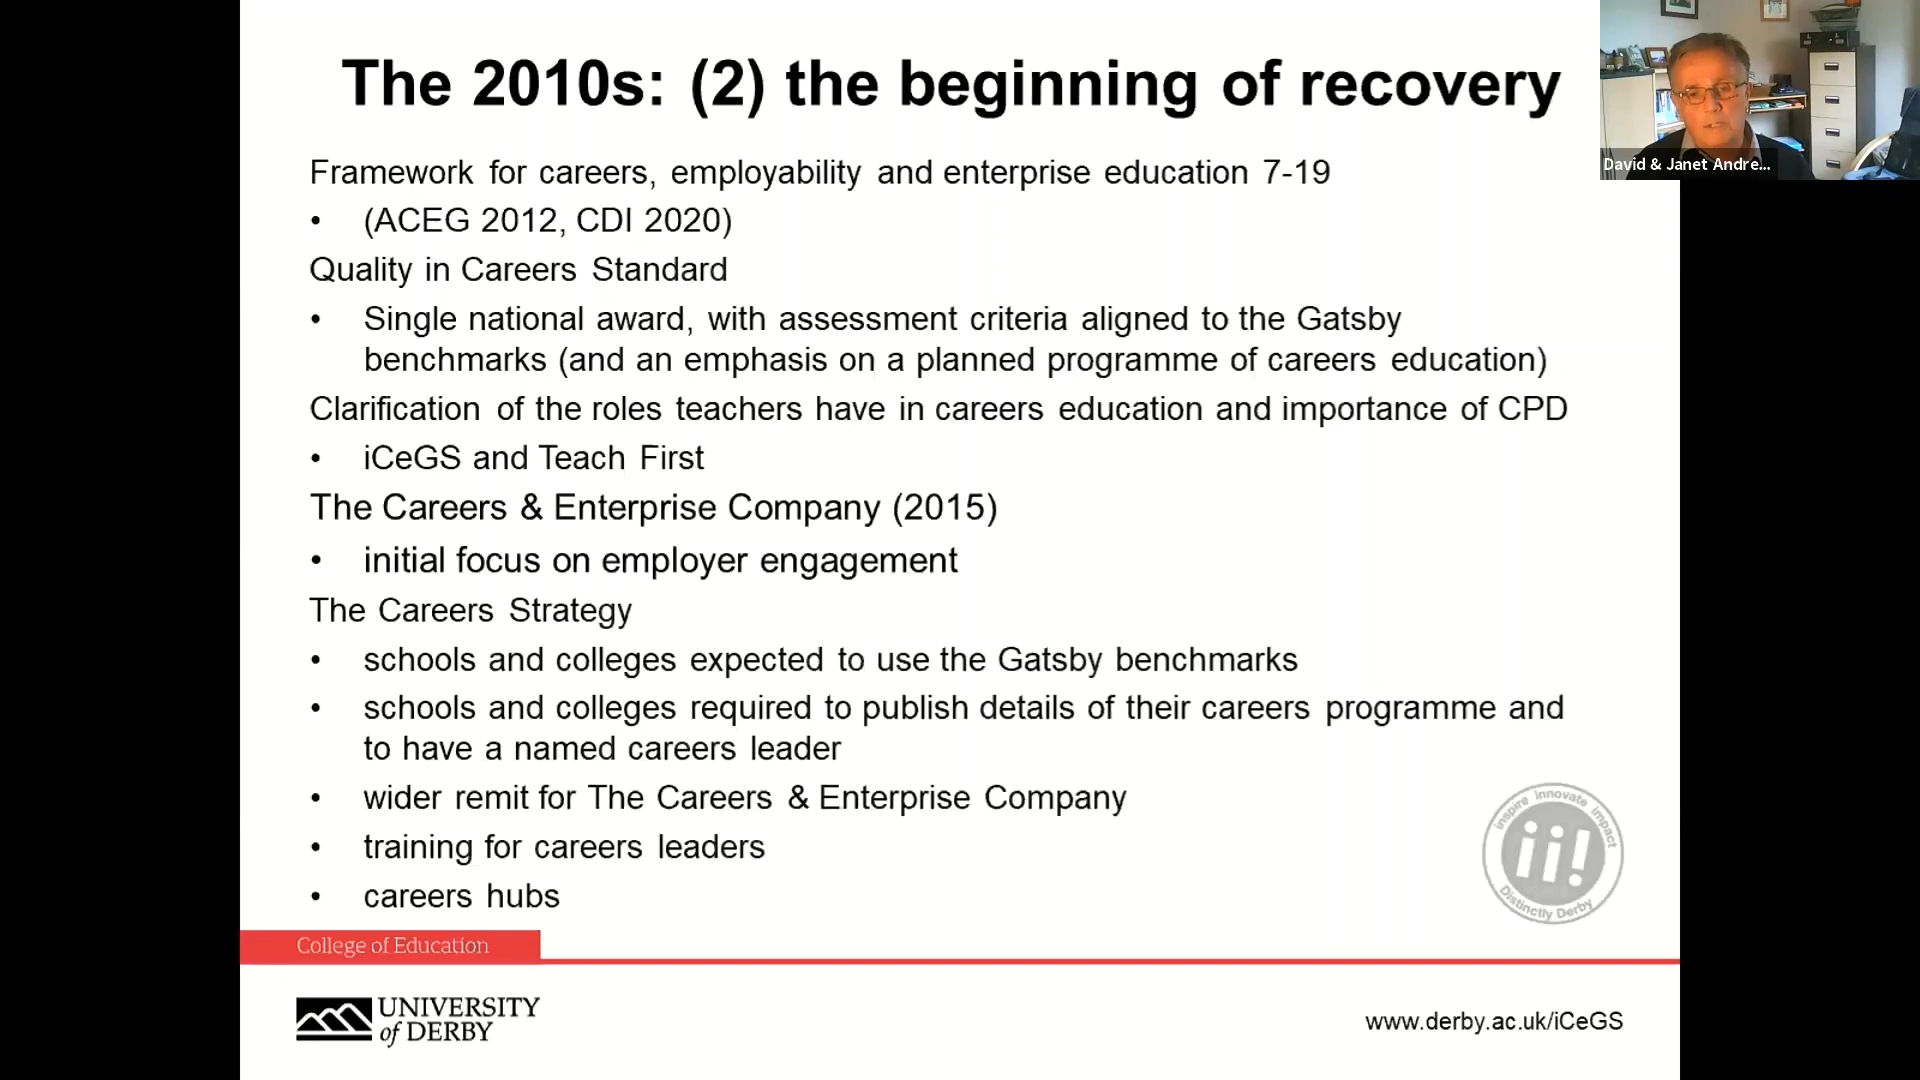 The 2010s: (2) the beginning of recovery
David & Janet Andre...
Framework for careers, employability and enterprise education 7-19
• (ACEG 2012, CDI 2020)
Quality in Careers Standard
• Single national award, with assessment criteria aligned to the Gatsby
benchmarks (and an emphasis on a planned programme of careers education)
Clarification of the roles teachers have in careers education and importance of CPD
• iCeGS and Teach First
The Careers & Enterprise Company (2015)
• initial focus on employer engagement
The Careers Strategy
• schools and colleges expected to use the Gatsby benchmarks
• schools and colleges required to publish details of their careers programme and
to have a named careers leader
• wider remit for The Careers & Enterprise Company
• training for careers leaders
• careers hubs
inspire innovate impact
ii!
Distinctly Derby
College of Education
UNIVERSITY
of DERBY
www.derby.ac.uk/iCeGS